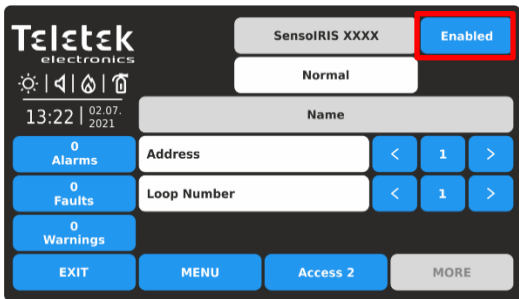 Teletek
electronics
SensoIRIS XXXX
Enabled
Normal
13:22
02.07.
2021
Name
0
Alarms
Address
<
1
>
0
Faults
Loop Number
<
1
>
0
Warnings
EXIT
MENU
Access 2
MORE